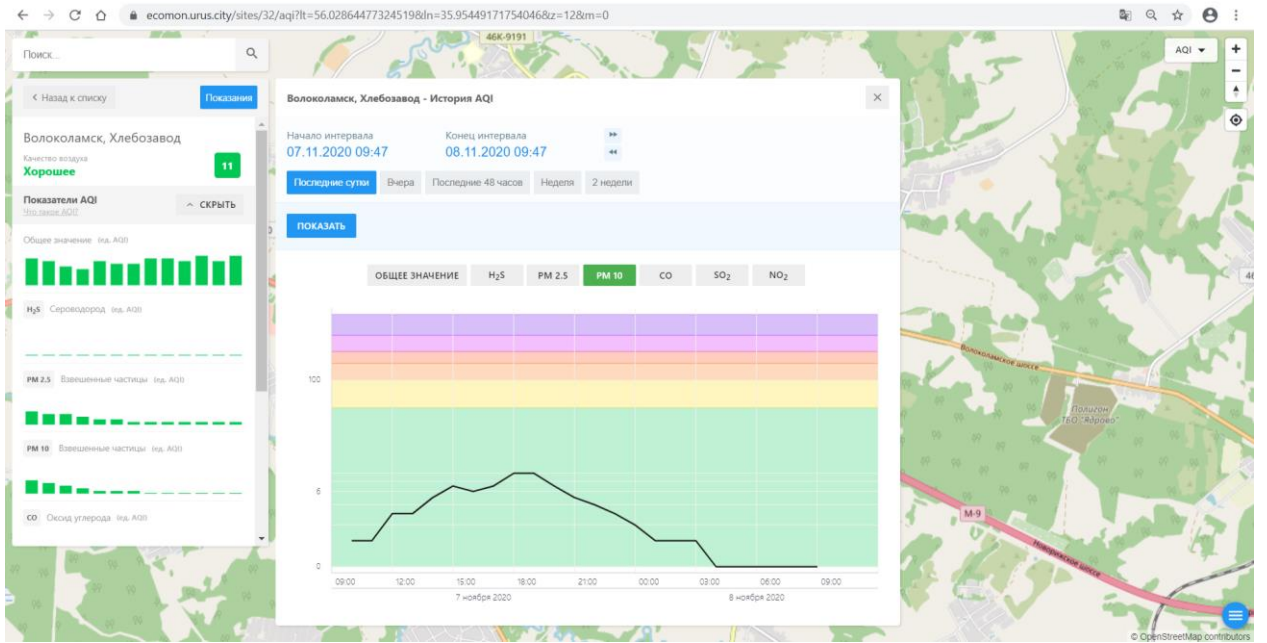 ecomon.urus.city/sites/32/aqi?lt=56.02864477324519&ln=35.95449171754046&z=12&m=0
46К-9191
Поиск...
AQI
+
−
< Назад к списку
Показания
Волоколамск, Хлебозавод - История AQI
Волоколамск, Хлебозавод
Качество воздуха
Хорошее
11
Начало интервала
Конец интервала
07.11.2020 09:47
08.11.2020 09:47
Последние сутки
Вчера
Последние 48 часов
Неделя
2 недели
Показатели AQI
Что такое AQI?
СКРЫТЬ
ПОКАЗАТЬ
Общее значение (ед. AQI)
ОБЩЕЕ ЗНАЧЕНИЕ
H₂S
PM 2.5
PM 10
CO
SO₂
NO₂
H₂S Сероводород (ед. AQI)
PM 2.5 Взвешенные частицы (ед. AQI)
PM 10 Взвешенные частицы (ед. AQI)
CO Оксид углерода (ед. AQI)
100
6
0
09:00
12:00
15:00
18:00
21:00
00:00
03:00
06:00
09:00
7 ноября 2020
8 ноября 2020
Волоколамское шоссе
Полигон
ТБО "Ядрово"
М-9
Новорижское шоссе
46
© OpenStreetMap contributors